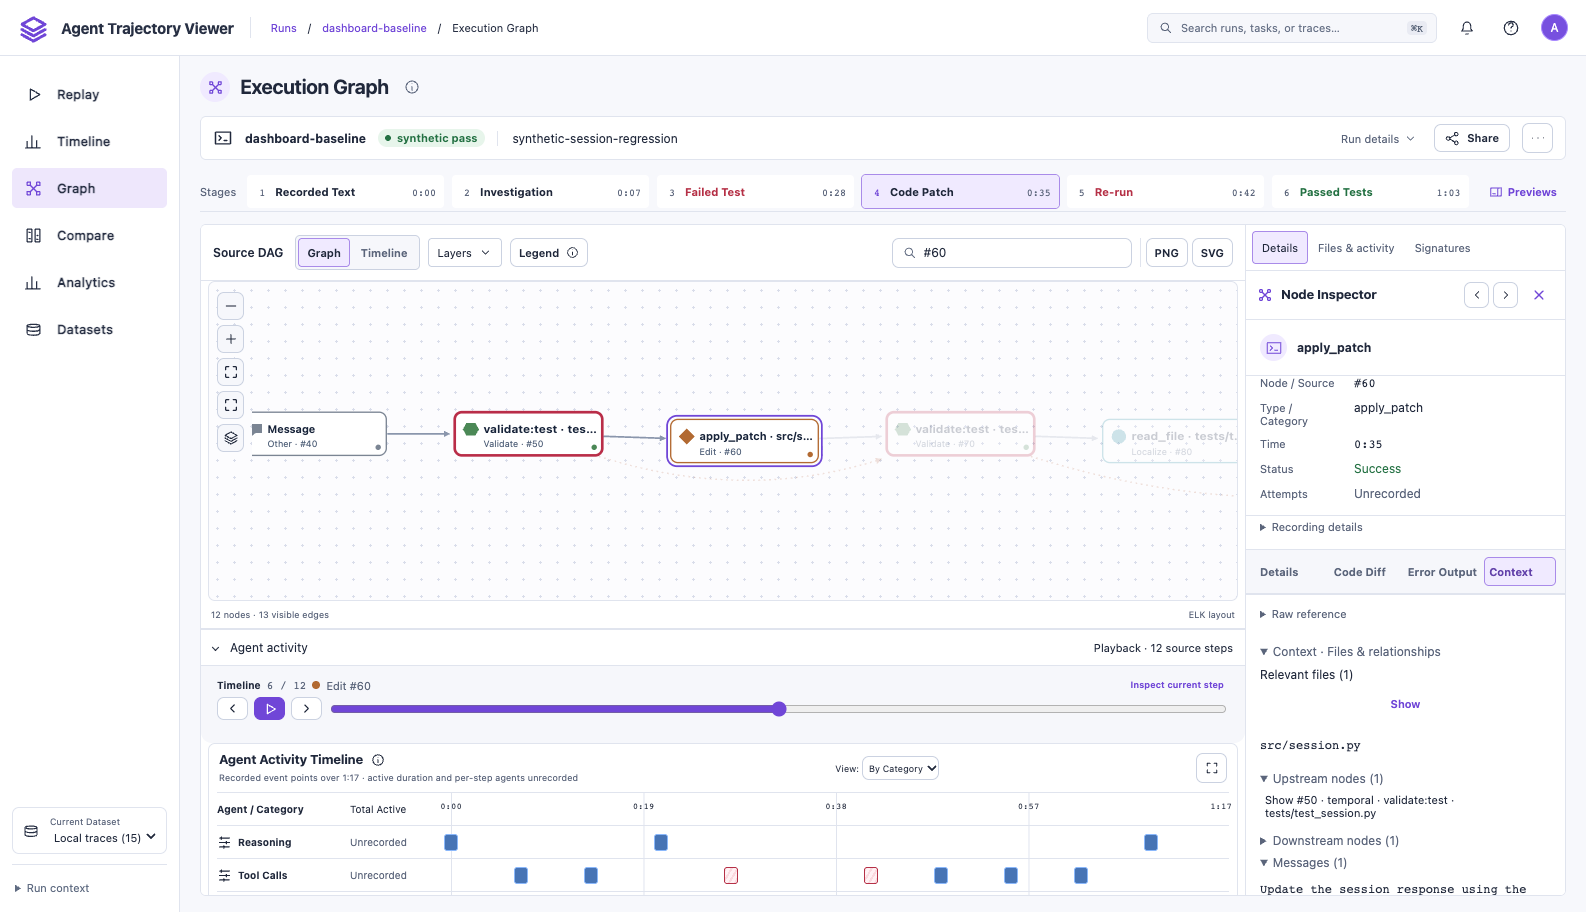 Agent Trajectory Viewer
Runs / dashboard-baseline / Execution Graph
Search runs, tasks, or traces... ⌘K
A
Replay
Timeline
Graph
Compare
Analytics
Datasets
Current Dataset
Local traces (15)
Run context
Execution Graph
dashboard-baseline synthetic pass synthetic-session-regression
Run details Share ...
Stages 1 Recorded Text 0:00 2 Investigation 0:07 3 Failed Test 0:28 4 Code Patch 0:35 5 Re-run 0:42 6 Passed Tests 1:03 Previews
Source DAG Graph Timeline Layers Legend #60 PNG SVG
Message
Other · #40
validate:test · tes...
Validate · #50
apply_patch · src/s...
Edit · #60
validate:test · tes...
Validate · #70
read_file · tests/t.
Localize · #80
12 nodes · 13 visible edges ELK layout
Agent activity Playback · 12 source steps
Timeline 6 / 12 Edit #60 Inspect current step
Agent Activity Timeline
Recorded event points over 1:17 · active duration and per-step agents unrecorded
View: By Category
Agent / Category Total Active 0:00 0:19 0:38 0:57 1:17
Reasoning Unrecorded
Tool Calls Unrecorded
Details Files & activity Signatures
Node Inspector
apply_patch
Node / Source #60
Type / Category apply_patch
Time 0:35
Status Success
Attempts Unrecorded
Recording details
Details Code Diff Error Output Context
Raw reference
Context · Files & relationships
Relevant files (1)
Show
src/session.py
Upstream nodes (1)
Show #50 · temporal · validate:test ·
tests/test_session.py
Downstream nodes (1)
Messages (1)
Update the session response using the